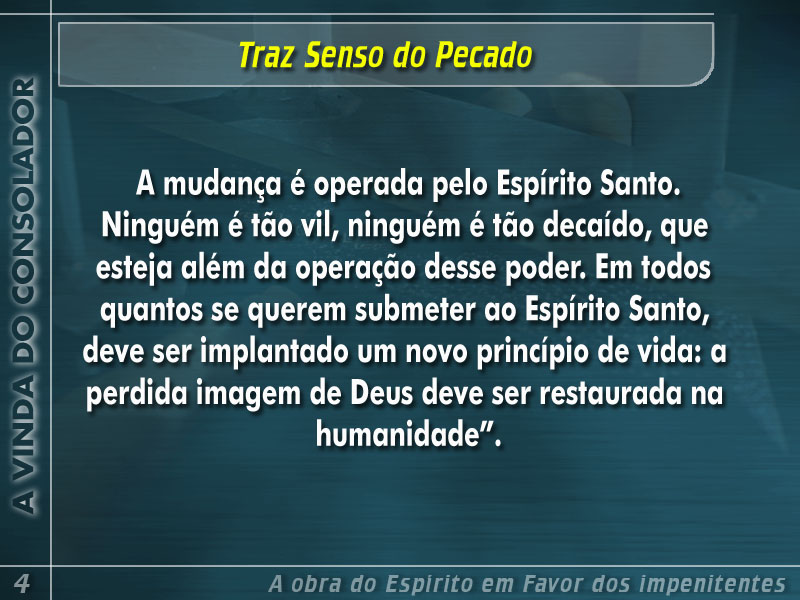 Traz Senso do Pecado
A VINDA DO CONSOLADOR
A mudança é operada pelo Espírito Santo.
Ninguém é tão vil, ninguém é tão decaído, que
esteja além da operação desse poder. Em todos
quantos se querem submeter ao Espírito Santo,
deve ser implantado um novo princípio de vida: a
perdida imagem de Deus deve ser restaurada na
humanidade”.
4
A obra do Espírito em Favor dos impenitentes